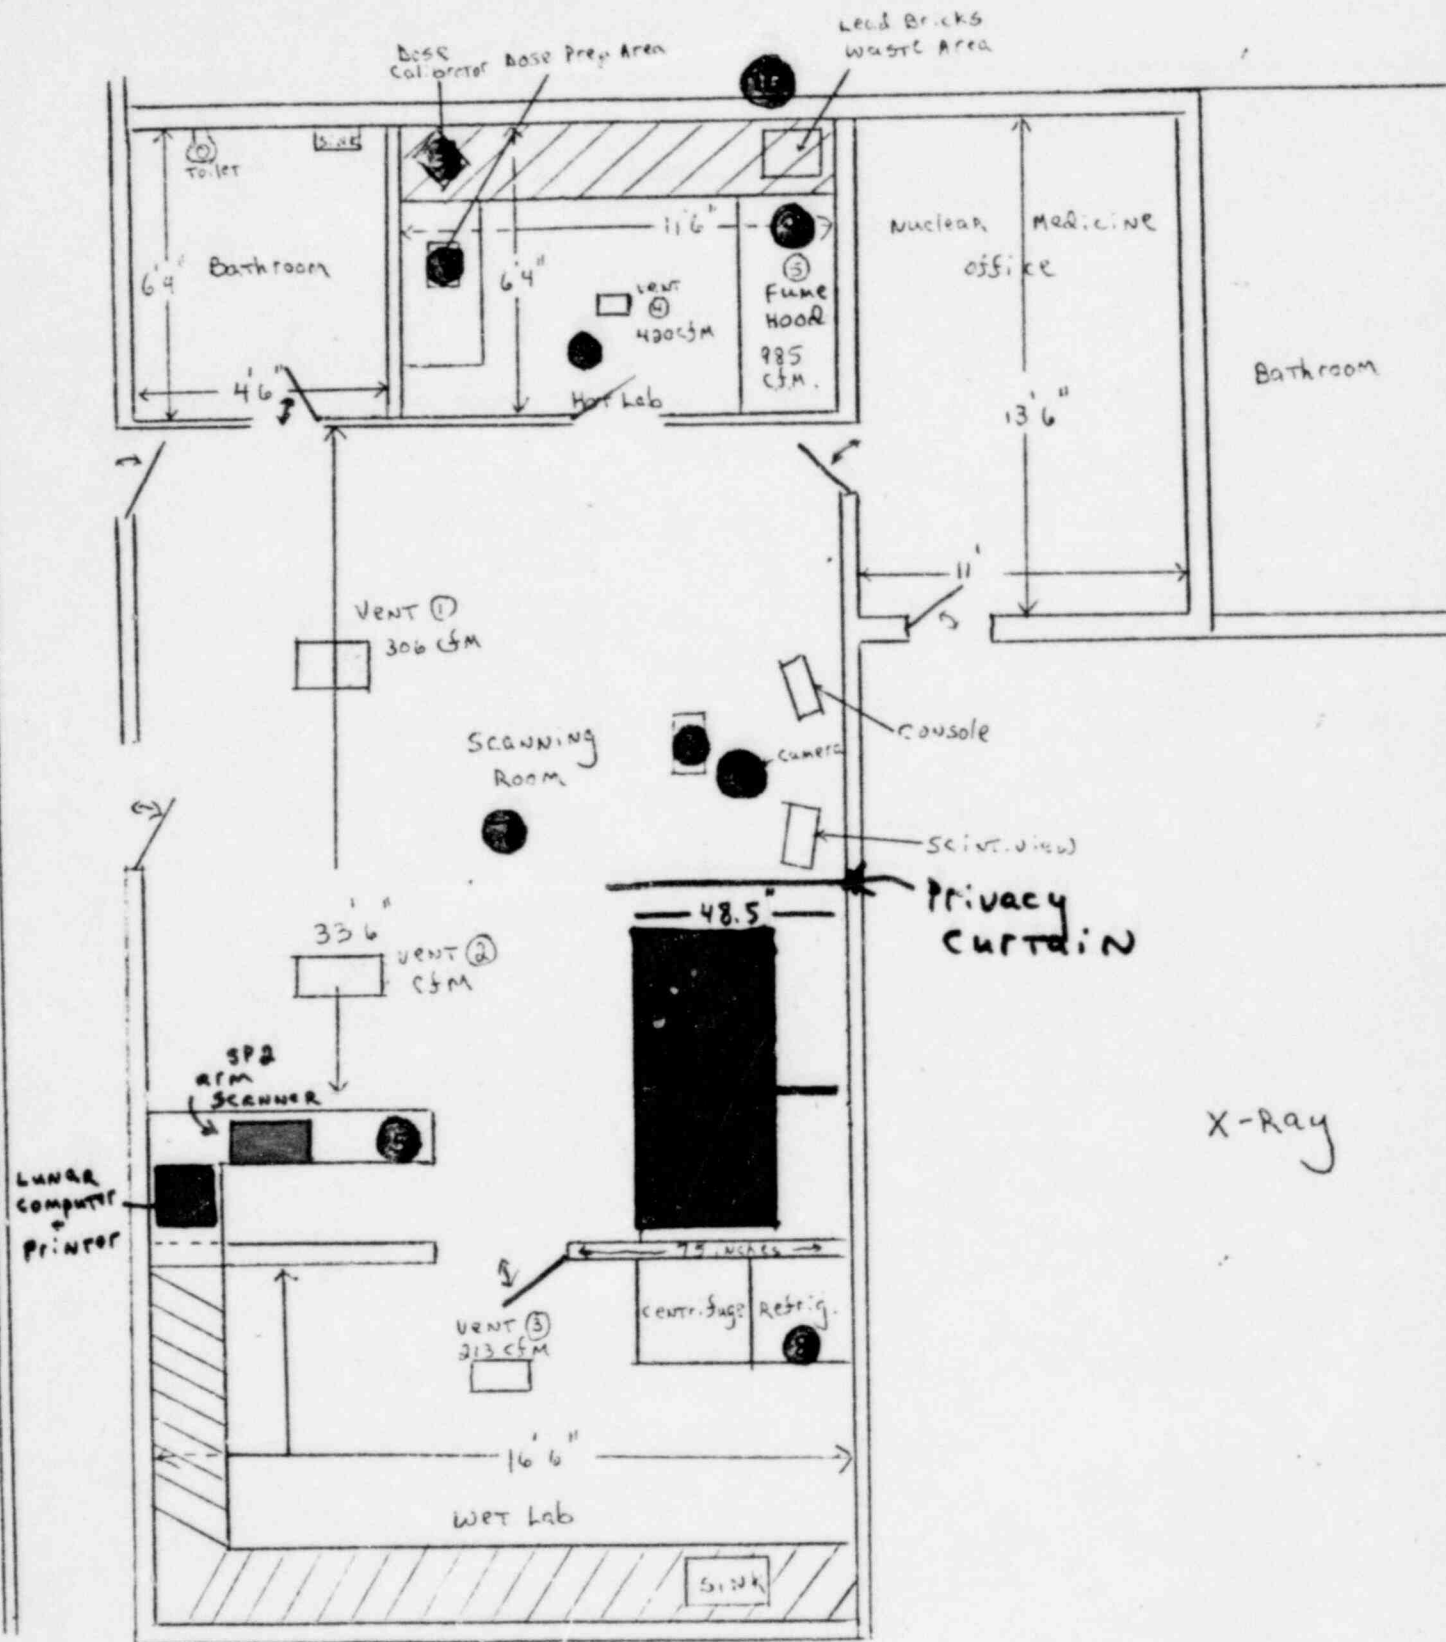 Lead Bricks
Waste Area
Dose
Calibrator
Dose Prep Area
Toilet
Sink
Bathroom
6'4"
4'6"
11'6"
6'4"
Vent
④
420 cfm
Hot Lab
⑤
Fume
Hood
985
cfm.
Nuclear Medicine
office
13'6"
11'
Bathroom
Vent ①
306 cfm
Scanning
Room
camera
Console
Scint.view
Privacy
Curtain
48.5"
33'6"
Vent ②
cfm
SP2
arm
Scanner
Lunar
Computer
+
Printer
X-Ray
75 inches
Centrifuge
Refrig.
Vent ③
213 cfm
16'6"
Wet Lab
Sink